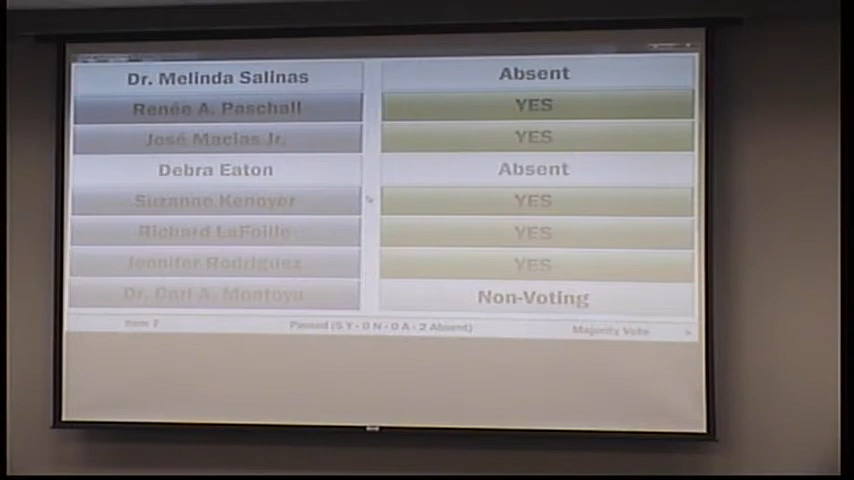 Dr. Melinda Salinas Absent
Renée A. Paschall YES
José Macias Jr. YES
Debra Eaton Absent
Suzanne Kenoyer YES
Richard LaFoille YES
Jennifer Rodriguez YES
Dr. Carl A. Montoya Non-Voting
Item 7 Passed (5 Y - 0 N - 0 A - 2 Absent) Majority Vote >